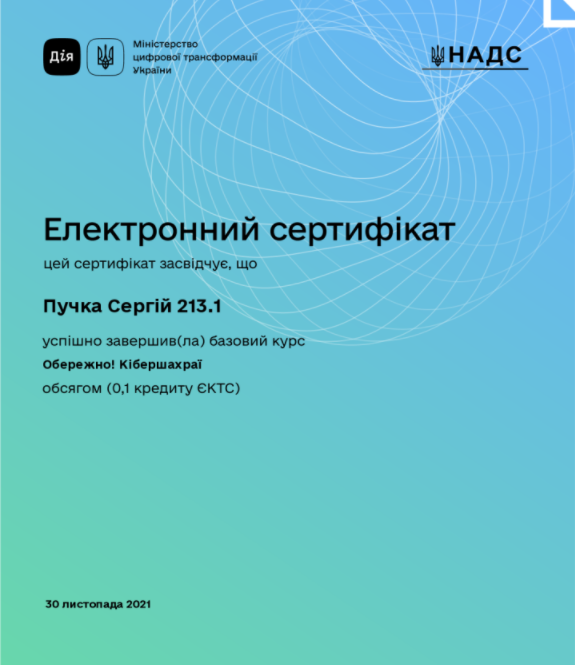 Дія
Міністерство
цифрової трансформації
України
НАДС
Електронний сертифікат
цей сертифікат засвідчує, що
Пучка Сергій 213.1
успішно завершив(ла) базовий курс
Обережно! Кібершахраї
обсягом (0,1 кредиту ЄКТС)
30 листопада 2021